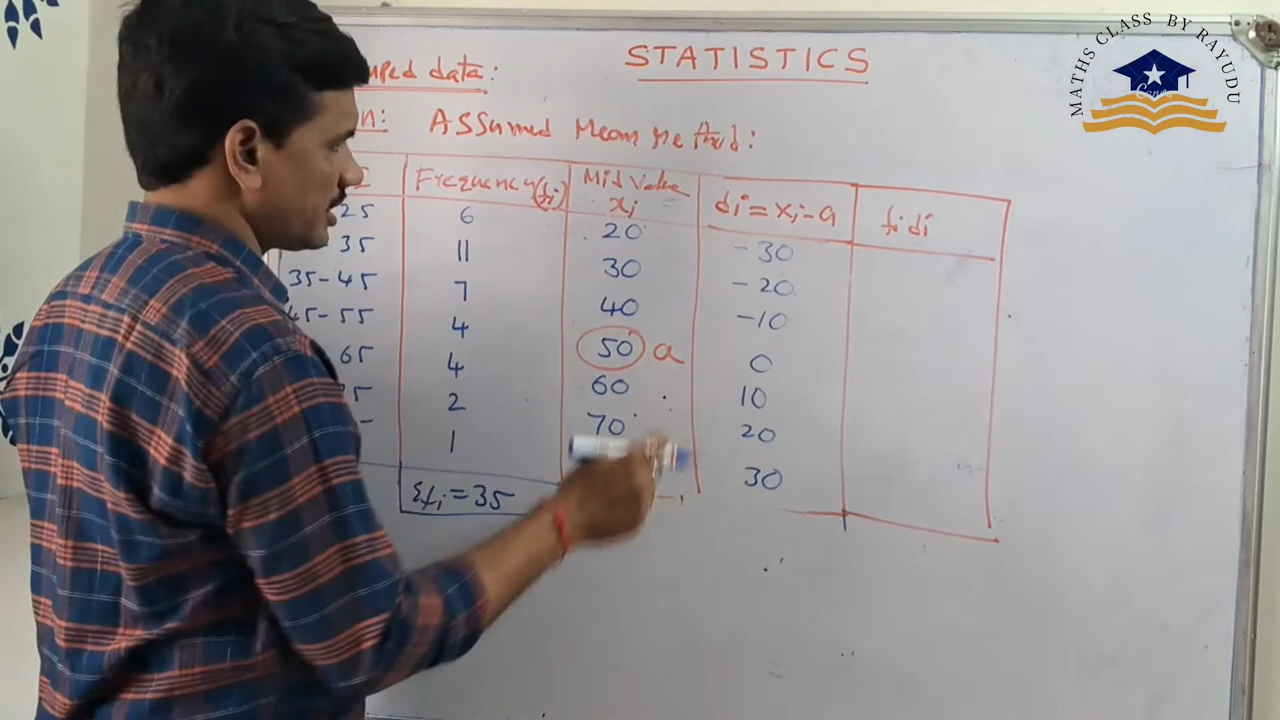 STATISTICS
MATHS CLASS BY RAYUDU
data:
Assumed Mean Method:
Frequency(fi) Mid Value xi di = xi - a fidi
25 6 20 -30
35 11 30 -20
35-45 7 40 -10
45-55 4 50 a 0
65 4 60 10
2 70 20
1 30
Σfi = 35